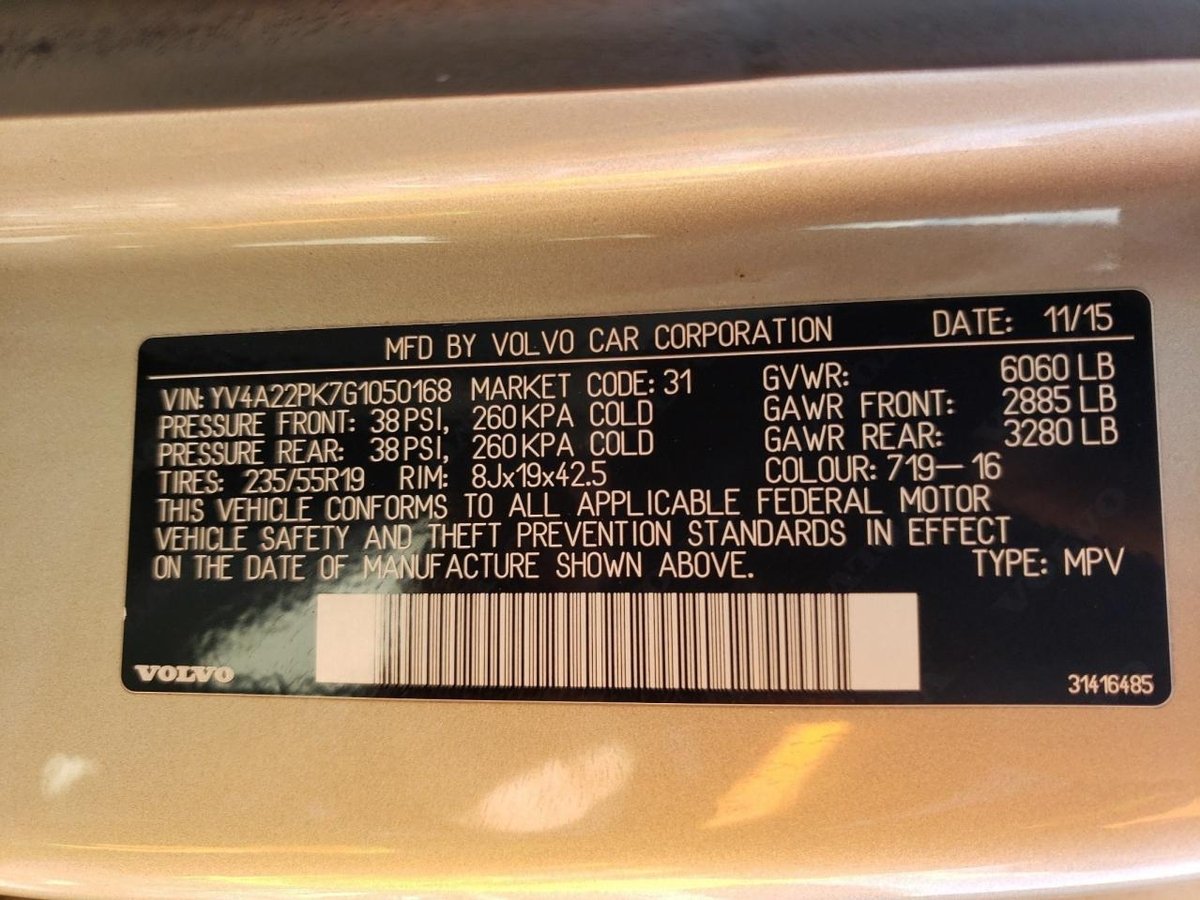 MFD BY VOLVO CAR CORPORATION DATE: 11/15
VIN: YV4A22PK7G1050168 MARKET CODE: 31 GVWR: 6060 LB
PRESSURE FRONT: 38 PSI, 260 KPA COLD GAWR FRONT: 2885 LB
PRESSURE REAR: 38 PSI, 260 KPA COLD GAWR REAR: 3280 LB
TIRES: 235/55R19 RIM: 8Jx19x42.5 COLOUR: 719-16
THIS VEHICLE CONFORMS TO ALL APPLICABLE FEDERAL MOTOR
VEHICLE SAFETY AND THEFT PREVENTION STANDARDS IN EFFECT
ON THE DATE OF MANUFACTURE SHOWN ABOVE. TYPE: MPV
VOLVO 31416485